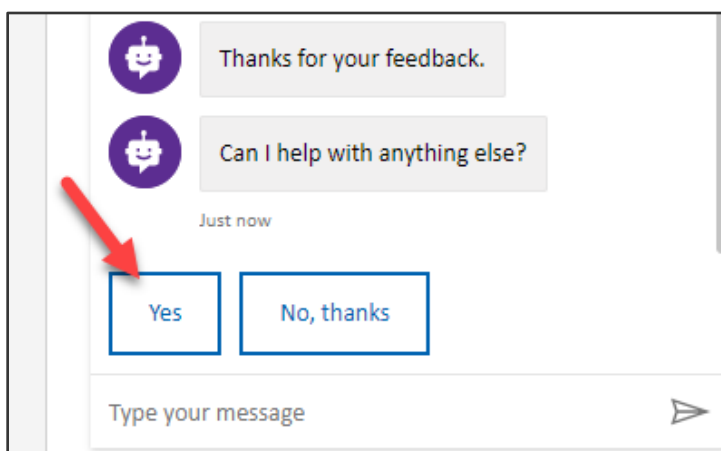 Thanks for your feedback.
Can I help with anything else?
Just now
Yes
No, thanks
Type your message